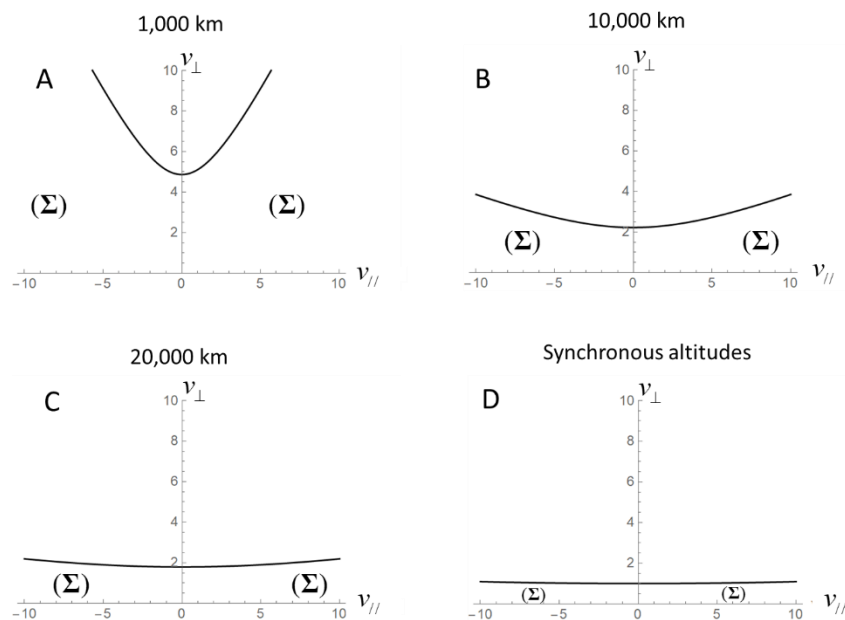 1,000 km
A
v⊥
10
8
6
4
2
(Σ) (Σ)
−10 −5 0 5 10 v//
10,000 km
B
v⊥
10
8
6
4
2
(Σ) (Σ)
−10 −5 0 5 10 v//
20,000 km
C
v⊥
10
8
6
4
2
(Σ) (Σ)
−10 −5 0 5 10 v//
Synchronous altitudes
D
v⊥
10
8
6
4
2
(Σ) (Σ)
−10 −5 0 5 10 v//